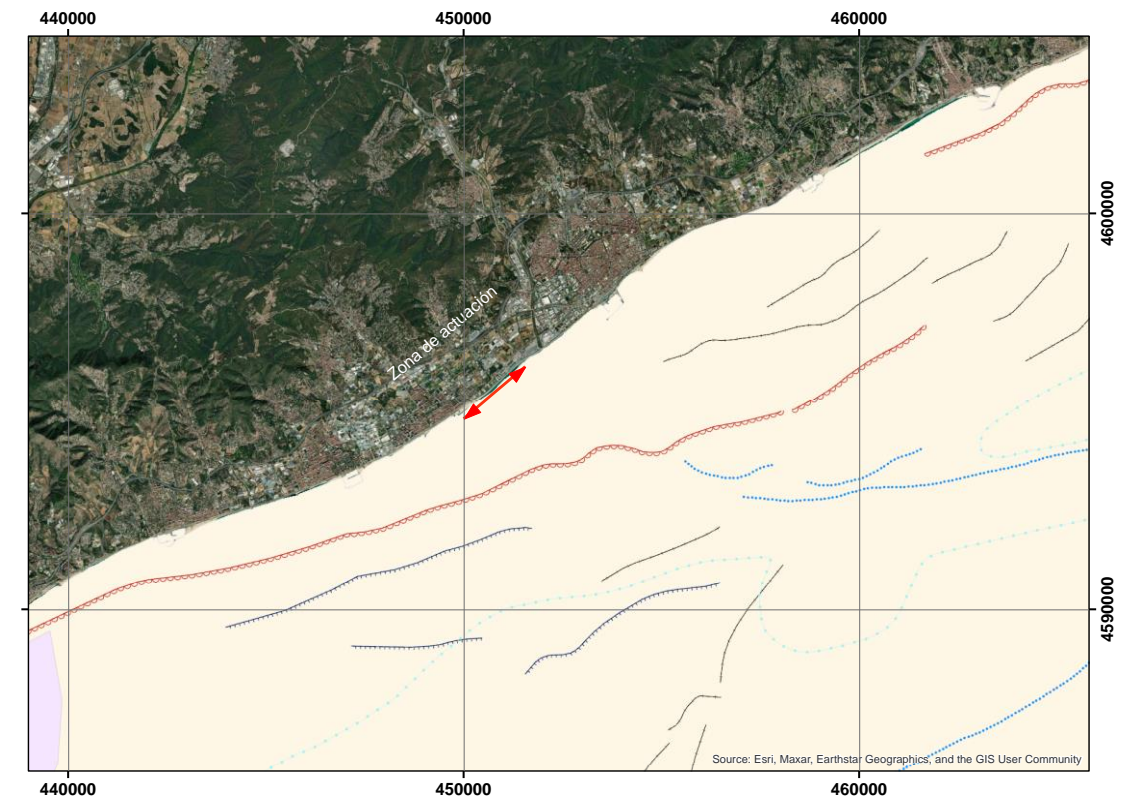 440000 450000 460000
4600000
Zona de actuación
4590000
Source: Esri, Maxar, Earthstar Geographics, and the GIS User Community
440000 450000 460000